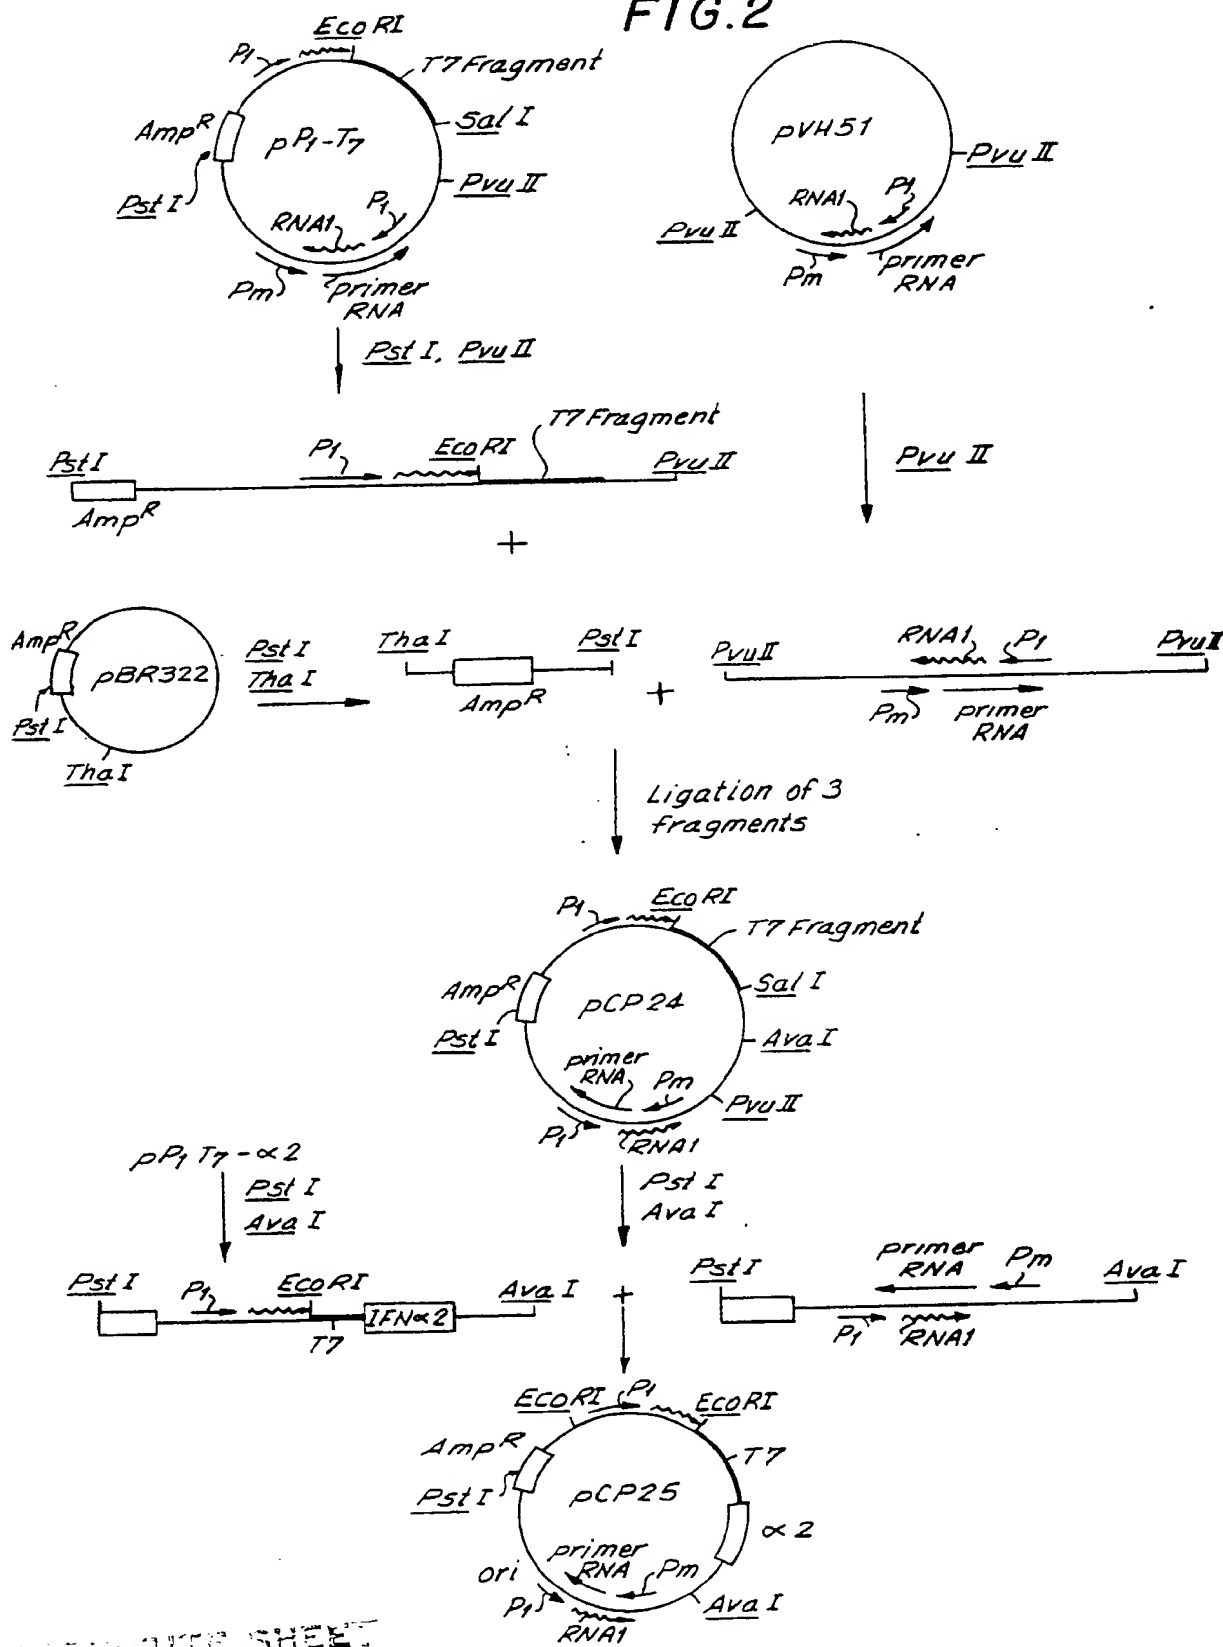 FIG.2
EcoRI
P1
T7 Fragment
AmpR
pP1-T7
Sal I
Pst I
Pvu II
P1
RNA1
Pm
primer
RNA
pVH51
Pvu II
P1
RNA1
Pvu II
Pm
primer
RNA
Pst I, Pvu II
Pvu II
Pst I
P1
EcoRI
T7 Fragment
Pvu II
AmpR
+
AmpR
pBR322
Pst I
Tha I
Pst I
Tha I
Tha I
Pst I
AmpR
+
Pvu II
RNA1
P1
Pvu II
Pm
primer
RNA
Ligation of 3
fragments
P1
EcoRI
T7 Fragment
AmpR
pCP24
Sal I
Pst I
Ava I
primer
RNA
Pm
Pvu II
P1
RNA1
pP1 T7-α2
Pst I
Ava I
Pst I
Ava I
Pst I
P1
EcoRI
Ava I
IFNα2
T7
+
Pst I
primer
RNA
Pm
Ava I
P1
RNA1
EcoRI
P1
EcoRI
AmpR
T7
Pst I
pCP25
α2
ori
primer
RNA
Pm
P1
Ava I
RNA1
SHEET